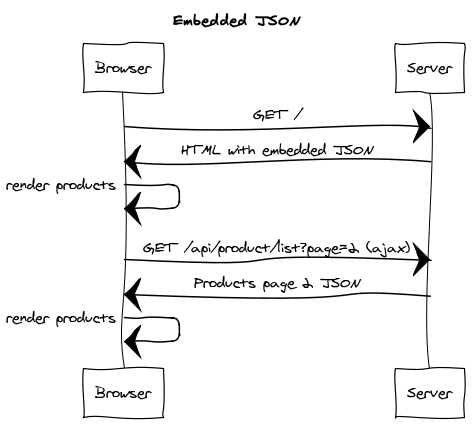 Embedded JSON
Browser
Server
GET /
HTML with embedded JSON
render products
GET /api/product/list?page=2 (ajax)
Products page 2 JSON
render products
Browser
Server